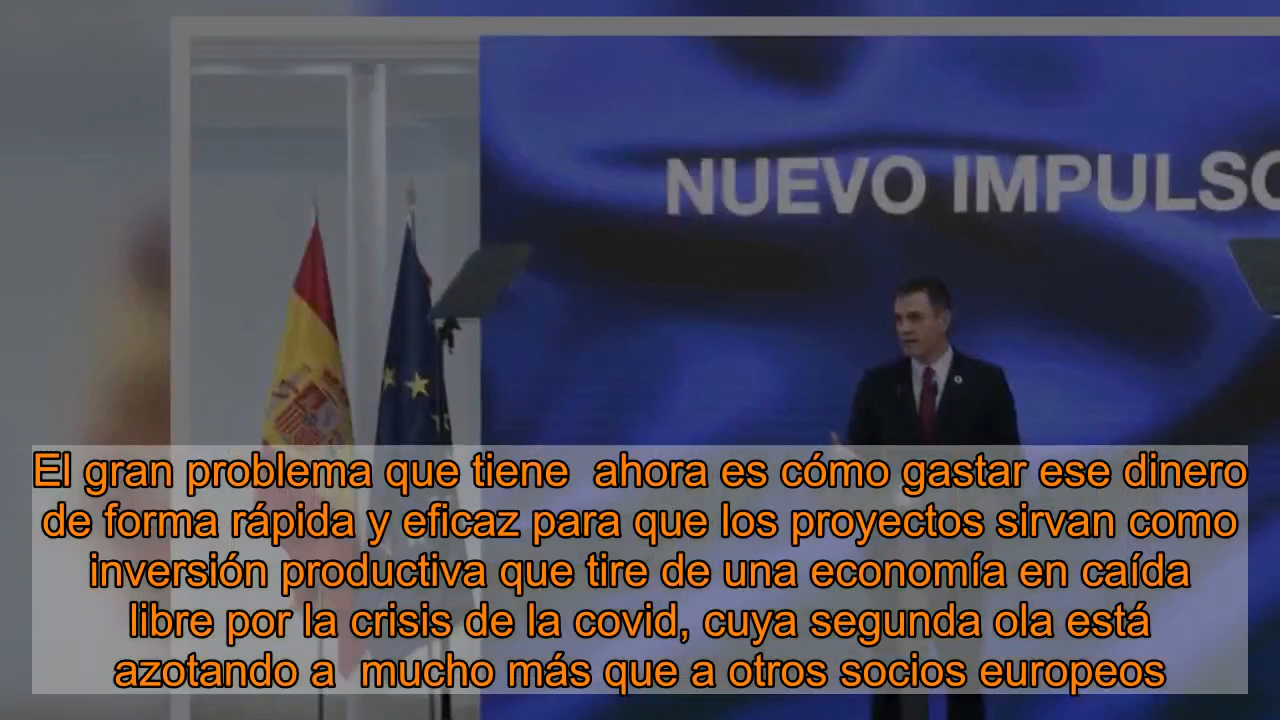 NUEVO IMPULSO
El gran problema que tiene  ahora es cómo gastar ese dinero
de forma rápida y eficaz para que los proyectos sirvan como
inversión productiva que tire de una economía en caída
libre por la crisis de la covid, cuya segunda ola está
azotando a  mucho más que a otros socios europeos